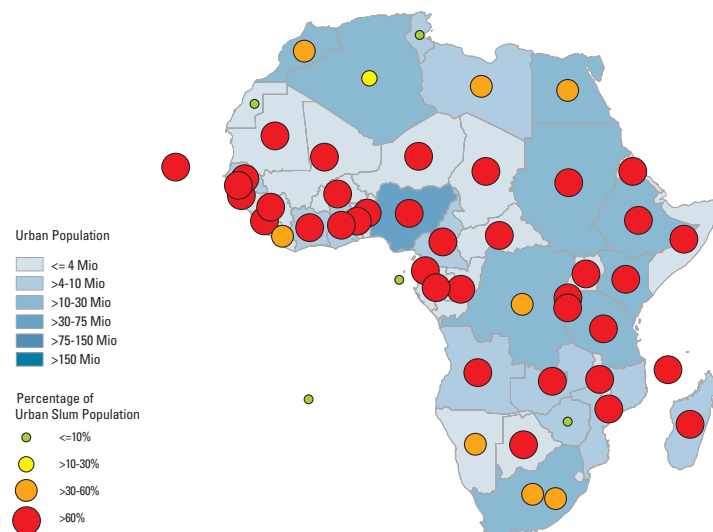 Urban Population
<= 4 Mio
>4-10 Mio
>10-30 Mio
>30-75 Mio
>75-150 Mio
>150 Mio
Percentage of
Urban Slum Population
<=10%
>10-30%
>30-60%
>60%